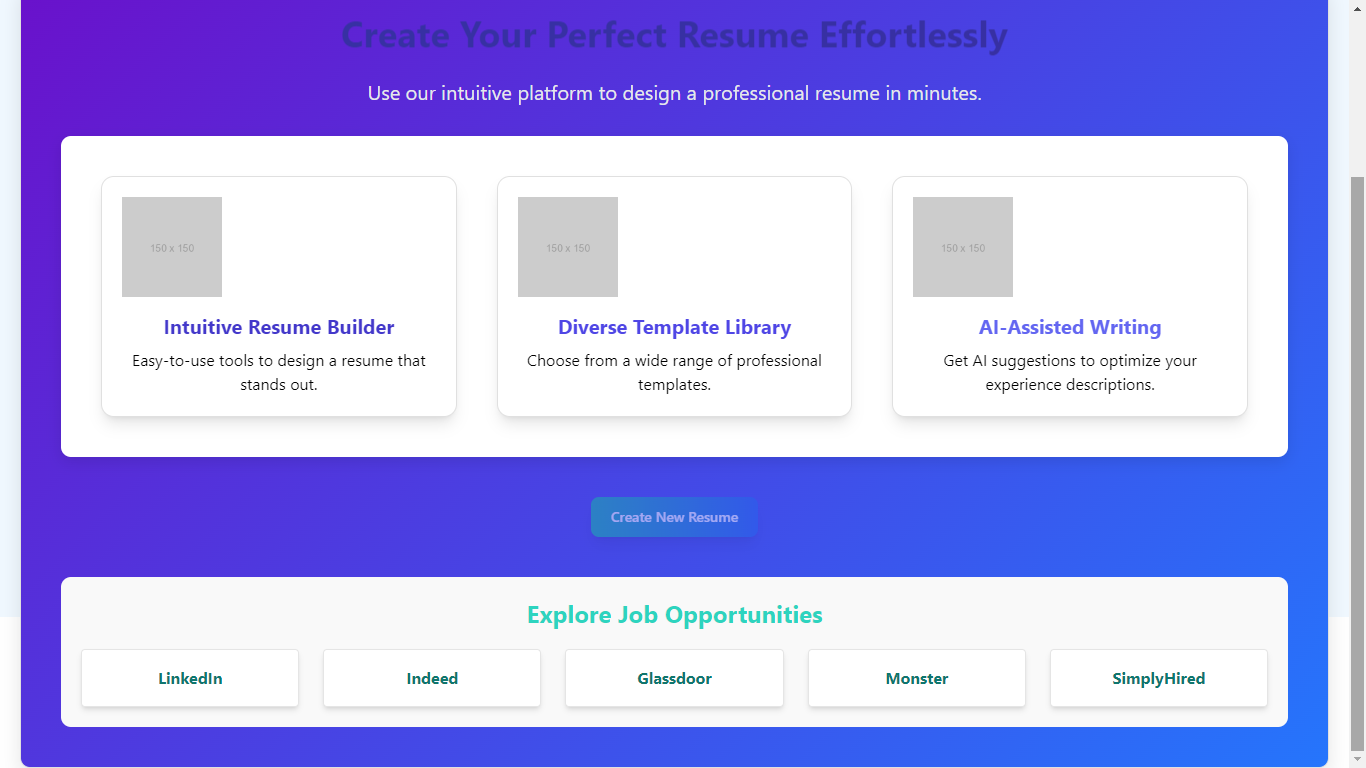 Create Your Perfect Resume Effortlessly
Use our intuitive platform to design a professional resume in minutes.
150 x 150
150 x 150
150 x 150
Intuitive Resume Builder
Easy-to-use tools to design a resume that
stands out.
Diverse Template Library
Choose from a wide range of professional
templates.
AI-Assisted Writing
Get AI suggestions to optimize your
experience descriptions.
Create New Resume
Explore Job Opportunities
LinkedIn
Indeed
Glassdoor
Monster
SimplyHired